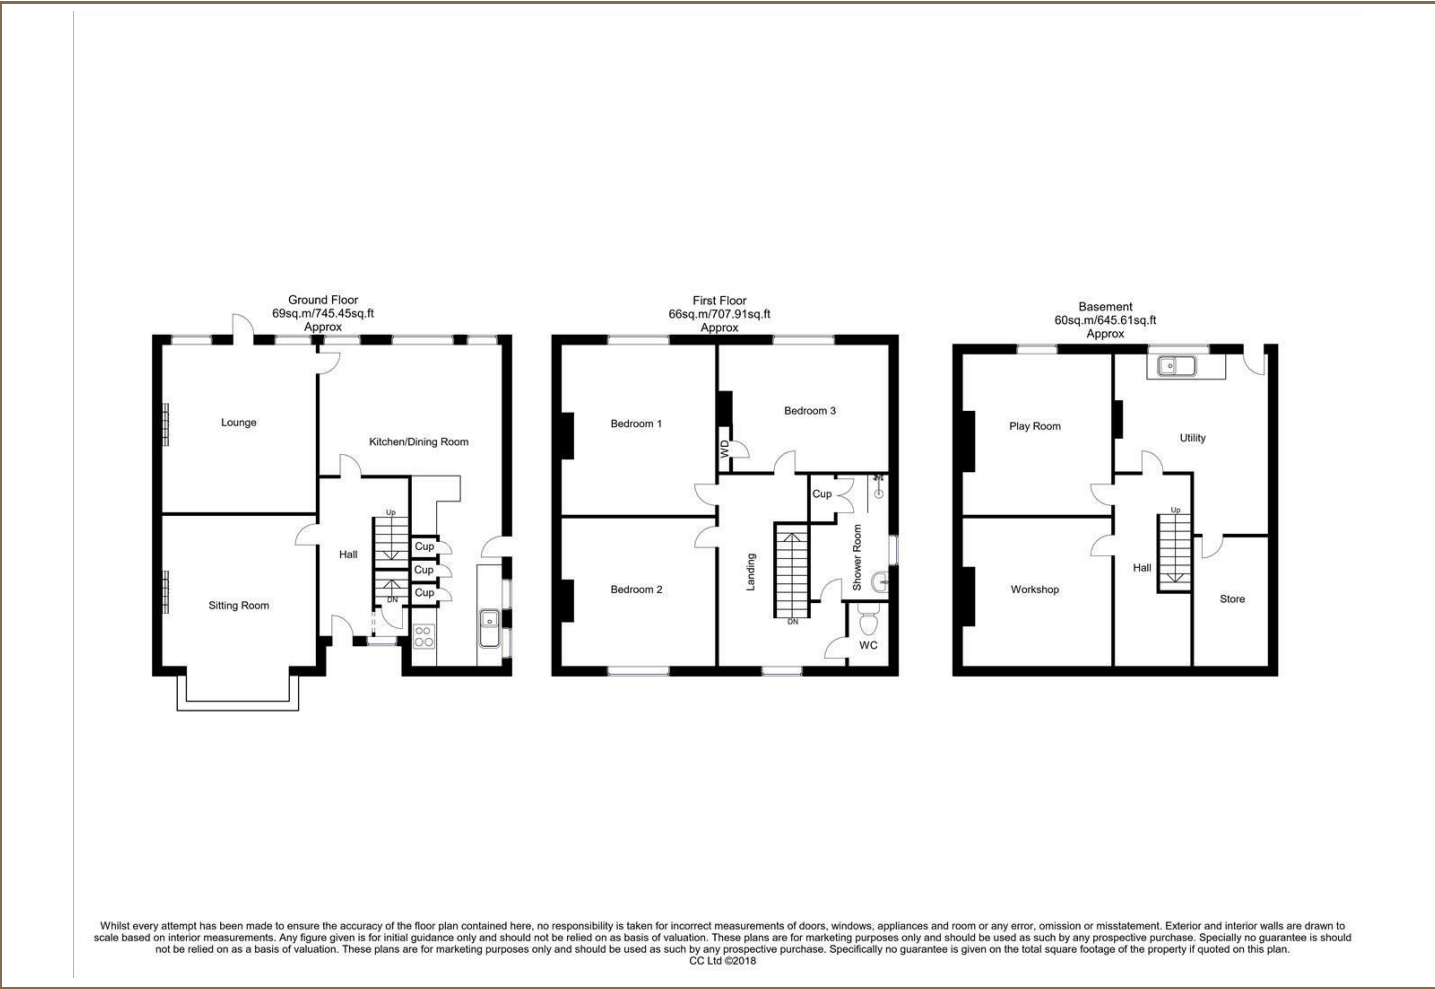 Ground Floor
69sq.m/745.45sq.ft
Approx
Lounge
Kitchen/Dining Room
Up
Hall
Cup
Cup
Cup
DN
Sitting Room
First Floor
66sq.m/707.91sq.ft
Approx
Bedroom 1
Bedroom 3
WD
Cup
Shower Room
Landing
Bedroom 2
DN
WC
Basement
60sq.m/645.61sq.ft
Approx
Play Room
Utility
Up
Hall
Workshop
Store
Whilst every attempt has been made to ensure the accuracy of the floor plan contained here, no responsibility is taken for incorrect measurements of doors, windows, appliances and room or any error, omission or misstatement. Exterior and interior walls are drawn to
scale based on interior measurements. Any figure given is for initial guidance only and should not be relied on as basis of valuation. These plans are for marketing purposes only and should be used as such by any prospective purchase. Specially no guarantee is should
not be relied on as a basis of valuation. These plans are for marketing purposes only and should be used as such by any prospective purchase. Specifically no guarantee is given on the total square footage of the property if quoted on this plan.
CC Ltd ©2018